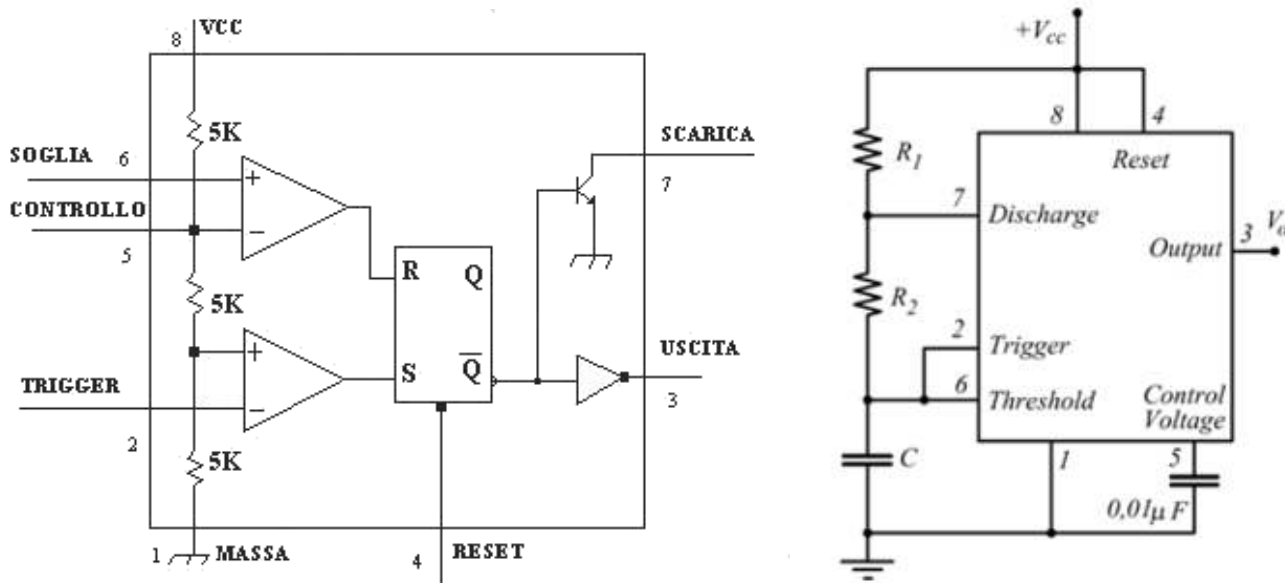 VCC
8
5K
SOGLIA
6
+
CONTROLLO
−
5
5K
R
Q
SCARICA
7
+
S
Q̅
USCITA
TRIGGER
−
3
2
5K
1
MASSA
4
RESET
+Vcc
8
4
R1
Reset
7
Discharge
Output
3
Vo
R2
2
Trigger
6
Threshold
Control
Voltage
C
1
5
0,01μF